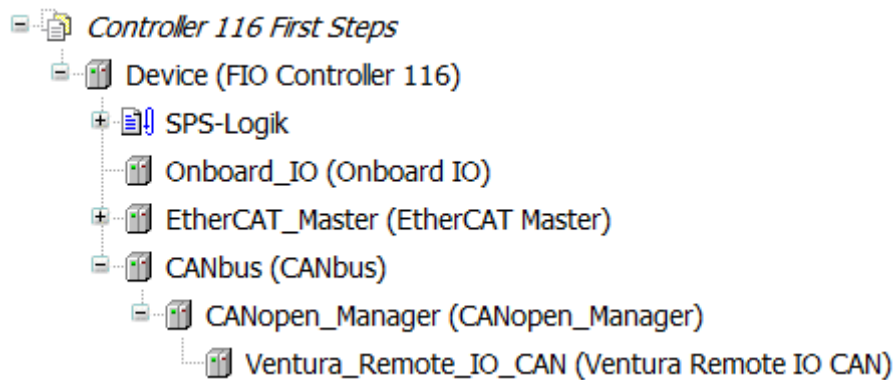 Controller 116 First Steps
Device (FIO Controller 116)
SPS-Logik
Onboard_IO (Onboard IO)
EtherCAT_Master (EtherCAT Master)
CANbus (CANbus)
CANopen_Manager (CANopen_Manager)
Ventura_Remote_IO_CAN (Ventura Remote IO CAN)